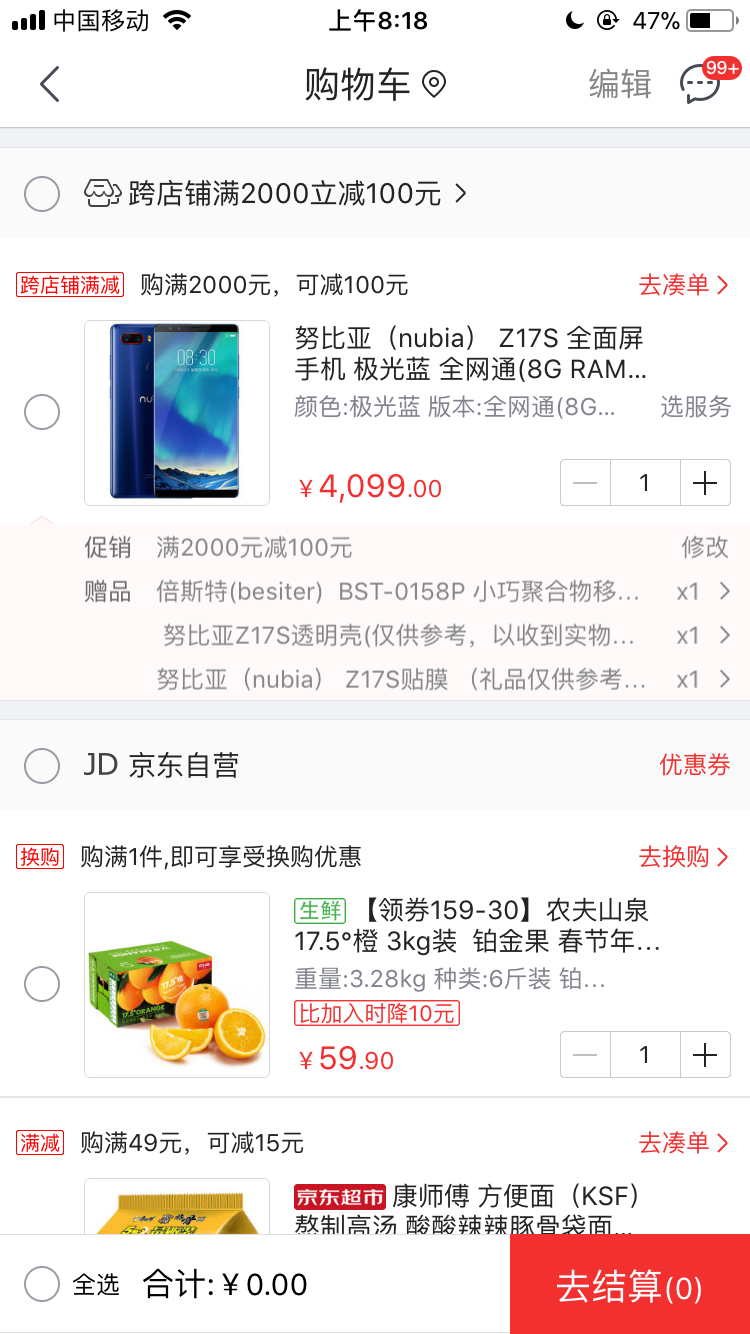 中国移动 上午8:18 47%
购物车 编辑 99+
跨店铺满2000立减100元
跨店铺满减 购满2000元，可减100元 去凑单
努比亚（nubia） Z17S 全面屏
手机 极光蓝 全网通(8G RAM...
颜色:极光蓝 版本:全网通(8G... 选服务
08:30
¥ 4,099.00 1
促销 满2000元减100元 修改
赠品 倍斯特(besiter）BST-0158P 小巧聚合物移... x1
努比亚Z17S透明壳(仅供参考，以收到实物... x1
努比亚（nubia） Z17S贴膜 （礼品仅供参考... x1
JD 京东自营 优惠券
换购 购满1件,即可享受换购优惠 去换购
生鲜 【领券159-30】农夫山泉
17.5°橙 3kg装 铂金果 春节年...
重量:3.28kg 种类:6斤装 铂...
比加入时降10元
17.5°ORANGE
¥ 59.90 1
满减 购满49元，可减15元 去凑单
京东超市 康师傅 方便面（KSF）
熬制高汤 酸酸辣辣豚骨袋面...
全选 合计:¥ 0.00 去结算(0)